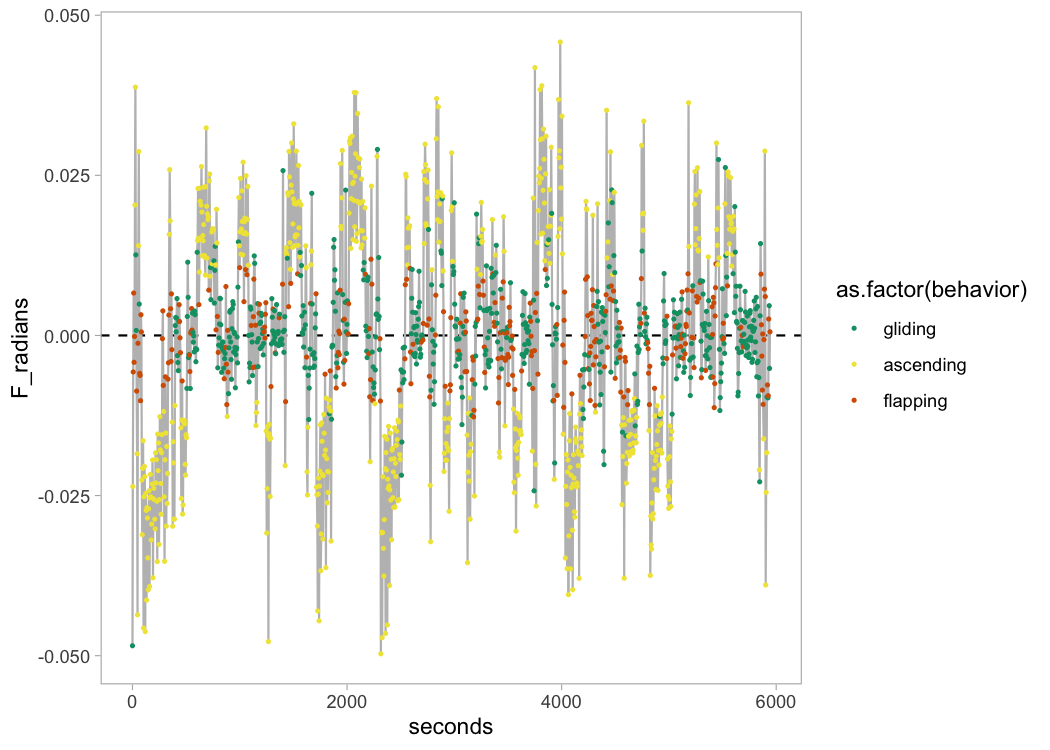 0.050
0.025
0.000
-0.025
-0.050
F_radians
0
2000
4000
6000
seconds
as.factor(behavior)
gliding
ascending
flapping